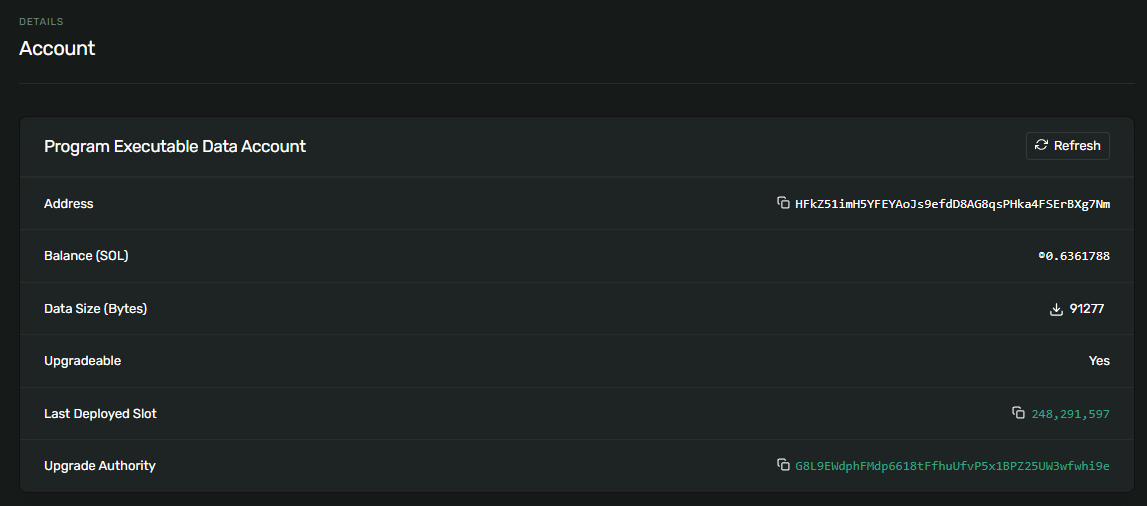 DETAILS
Account
Program Executable Data Account
Refresh
Address
HFkZ51imH5YFEYAoJs9efdD8AG8qsPHka4FSErBXg7Nm
Balance (SOL)
◎0.6361788
Data Size (Bytes)
91277
Upgradeable
Yes
Last Deployed Slot
248,291,597
Upgrade Authority
G8L9EWdphFMdp6618tFfhuUfvP5x1BPZ25UW3wfwhi9e